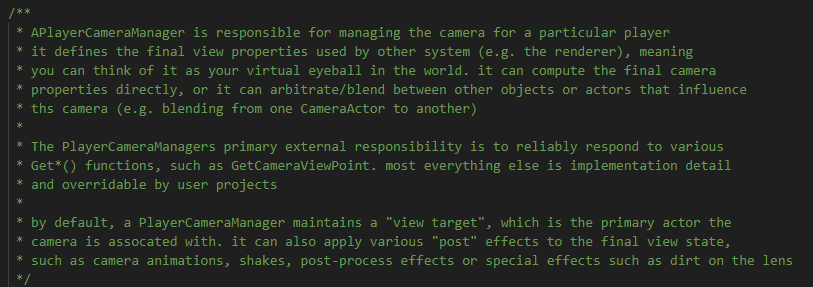 /**
* APlayerCameraManager is responsible for managing the camera for a particular player
* it defines the final view properties used by other system (e.g. the renderer), meaning
* you can think of it as your virtual eyeball in the world. it can compute the final camera
* properties directly, or it can arbitrate/blend between other objects or actors that influence
* ths camera (e.g. blending from one CameraActor to another)
*
* The PlayerCameraManagers primary external responsibility is to reliably respond to various
* Get*() functions, such as GetCameraViewPoint. most everything else is implementation detail
* and overridable by user projects
*
* by default, a PlayerCameraManager maintains a "view target", which is the primary actor the
* camera is assocated with. it can also apply various "post" effects to the final view state,
* such as camera animations, shakes, post-process effects or special effects such as dirt on the lens
*/